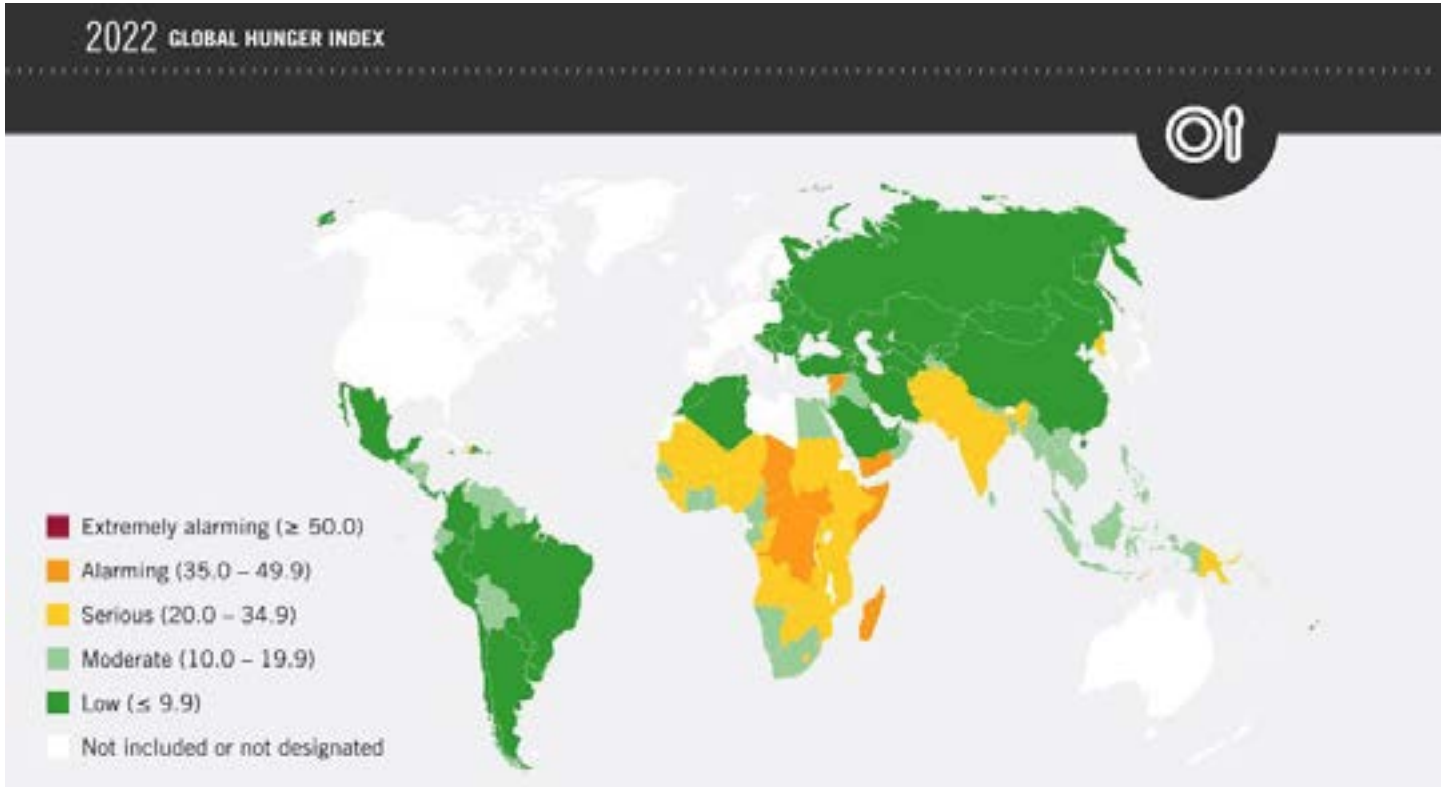 2022 GLOBAL HUNGER INDEX
Extremely alarming (≥ 50.0)
Alarming (35.0 – 49.9)
Serious (20.0 – 34.9)
Moderate (10.0 – 19.9)
Low (≤ 9.9)
Not included or not designated